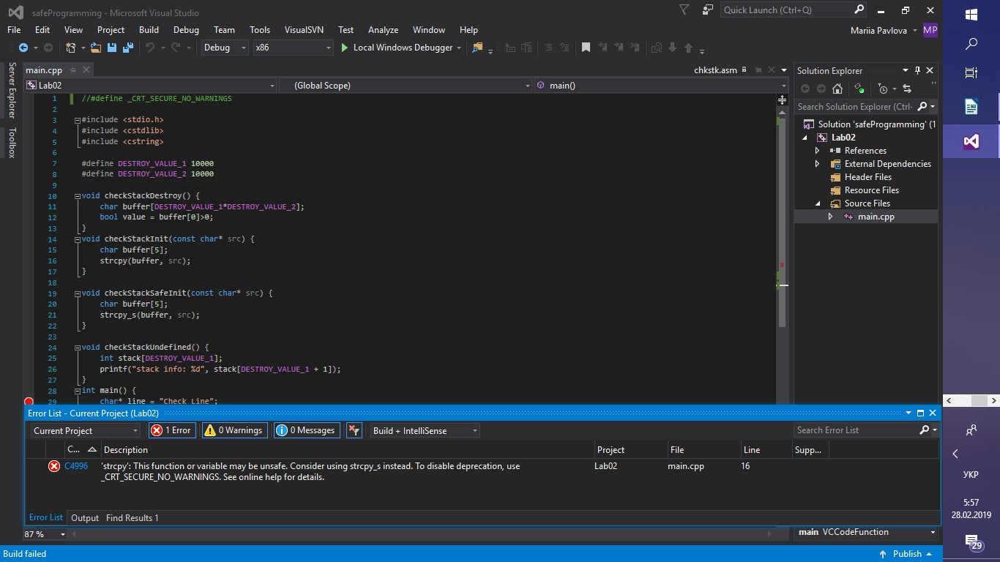 safeProgramming - Microsoft Visual Studio
Quick Launch (Ctrl+Q)
File Edit View Project Build Debug Team Tools VisualSVN Test Analyze Window Help
Mariia Pavlova MP
Debug x86 Local Windows Debugger
Server Explorer
Toolbox
main.cpp
chkstk.asm
Lab02 (Global Scope) main()
1 //#define _CRT_SECURE_NO_WARNINGS
2
3 #include <stdio.h>
4 #include <cstdlib>
5 #include <cstring>
6
7 #define DESTROY_VALUE_1 10000
8 #define DESTROY_VALUE_2 10000
9
10 void checkStackDestroy() {
11 char buffer[DESTROY_VALUE_1*DESTROY_VALUE_2];
12 bool value = buffer[0]>0;
13 }
14 void checkStackInit(const char* src) {
15 char buffer[5];
16 strcpy(buffer, src);
17 }
18
19 void checkStackSafeInit(const char* src) {
20 char buffer[5];
21 strcpy_s(buffer, src);
22 }
23
24 void checkStackUndefined() {
25 int stack[DESTROY_VALUE_1];
26 printf("stack info: %d", stack[DESTROY_VALUE_1 + 1]);
27 }
28 int main() {
29 char* line = "Check Line";
Solution Explorer
Search Solution Explorer (Ctrl-
Solution 'safeProgramming' (1
Lab02
References
External Dependencies
Header Files
Resource Files
Source Files
main.cpp
Error List - Current Project (Lab02)
Current Project 1 Error 0 Warnings 0 Messages Build + IntelliSense
Search Error List
C... Description Project File Line Supp...
C4996 'strcpy': This function or variable may be unsafe. Consider using strcpy_s instead. To disable deprecation, use Lab02 main.cpp 16
_CRT_SECURE_NO_WARNINGS. See online help for details.
Error List Output Find Results 1
87 %
main VCCodeFunction
Build failed
Publish
УКР
5:57
28.02.2019
29